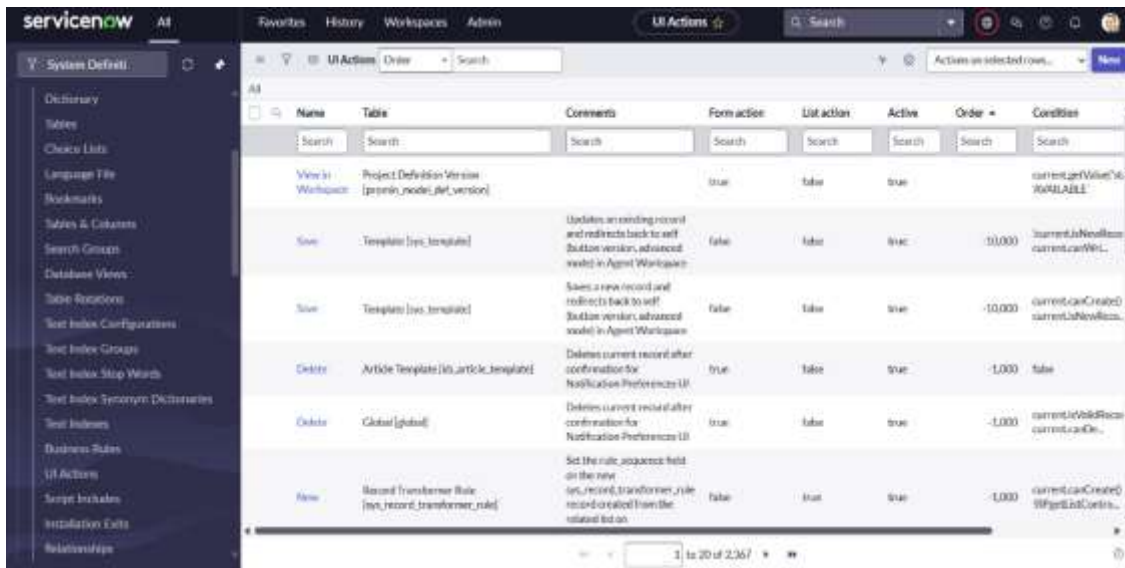 servicenow All Favorites History Workspaces Admin UI Actions Search
System Definiti
UI Actions Order Search Actions on selected rows... New
All
Dictionary
Tables
Choice Lists
Language File
Bookmarks
Tables & Columns
Search Groups
Database Views
Table Rotations
Text Index Configurations
Text Index Groups
Text Index Stop Words
Text Index Synonym Dictionaries
Text Indexes
Business Rules
UI Actions
Script Includes
Installation Exits
Relationships
Name Table Comments Form action List action Active Order Condition
Search Search Search Search Search Search Search Search
View in
Workspace
Project Definition Version
true false true
'AVAILABLE'
Save
Template [sys_template]
Updates an existing record
and redirects back to self
(button version, advanced
mode) in Agent Workspace
false false true -10,000
!current.isNewReco
current.canWri...
Save
Template [sys_template]
Saves a new record and
redirects back to self
(button version, advanced
mode) in Agent Workspace
false false true -10,000
current.canCreate()
current.isNewReco...
Delete
Article Template [kb_article_template]
Deletes current record after
confirmation for
Notification Preferences UI
true false true -1,000 false
Delete
Global [global]
Deletes current record after
confirmation for
Notification Preferences UI
true false true -1,000
current.isValidRecor
current.canDe...
New
Record Transformer Rule
[sys_record_transformer_rule]
Set the rule_sequence field
on the new
sys_record_transformer_rule
record created from the
related list on
false true true -1,000
current.canCreate()
1 to 20 of 2,367